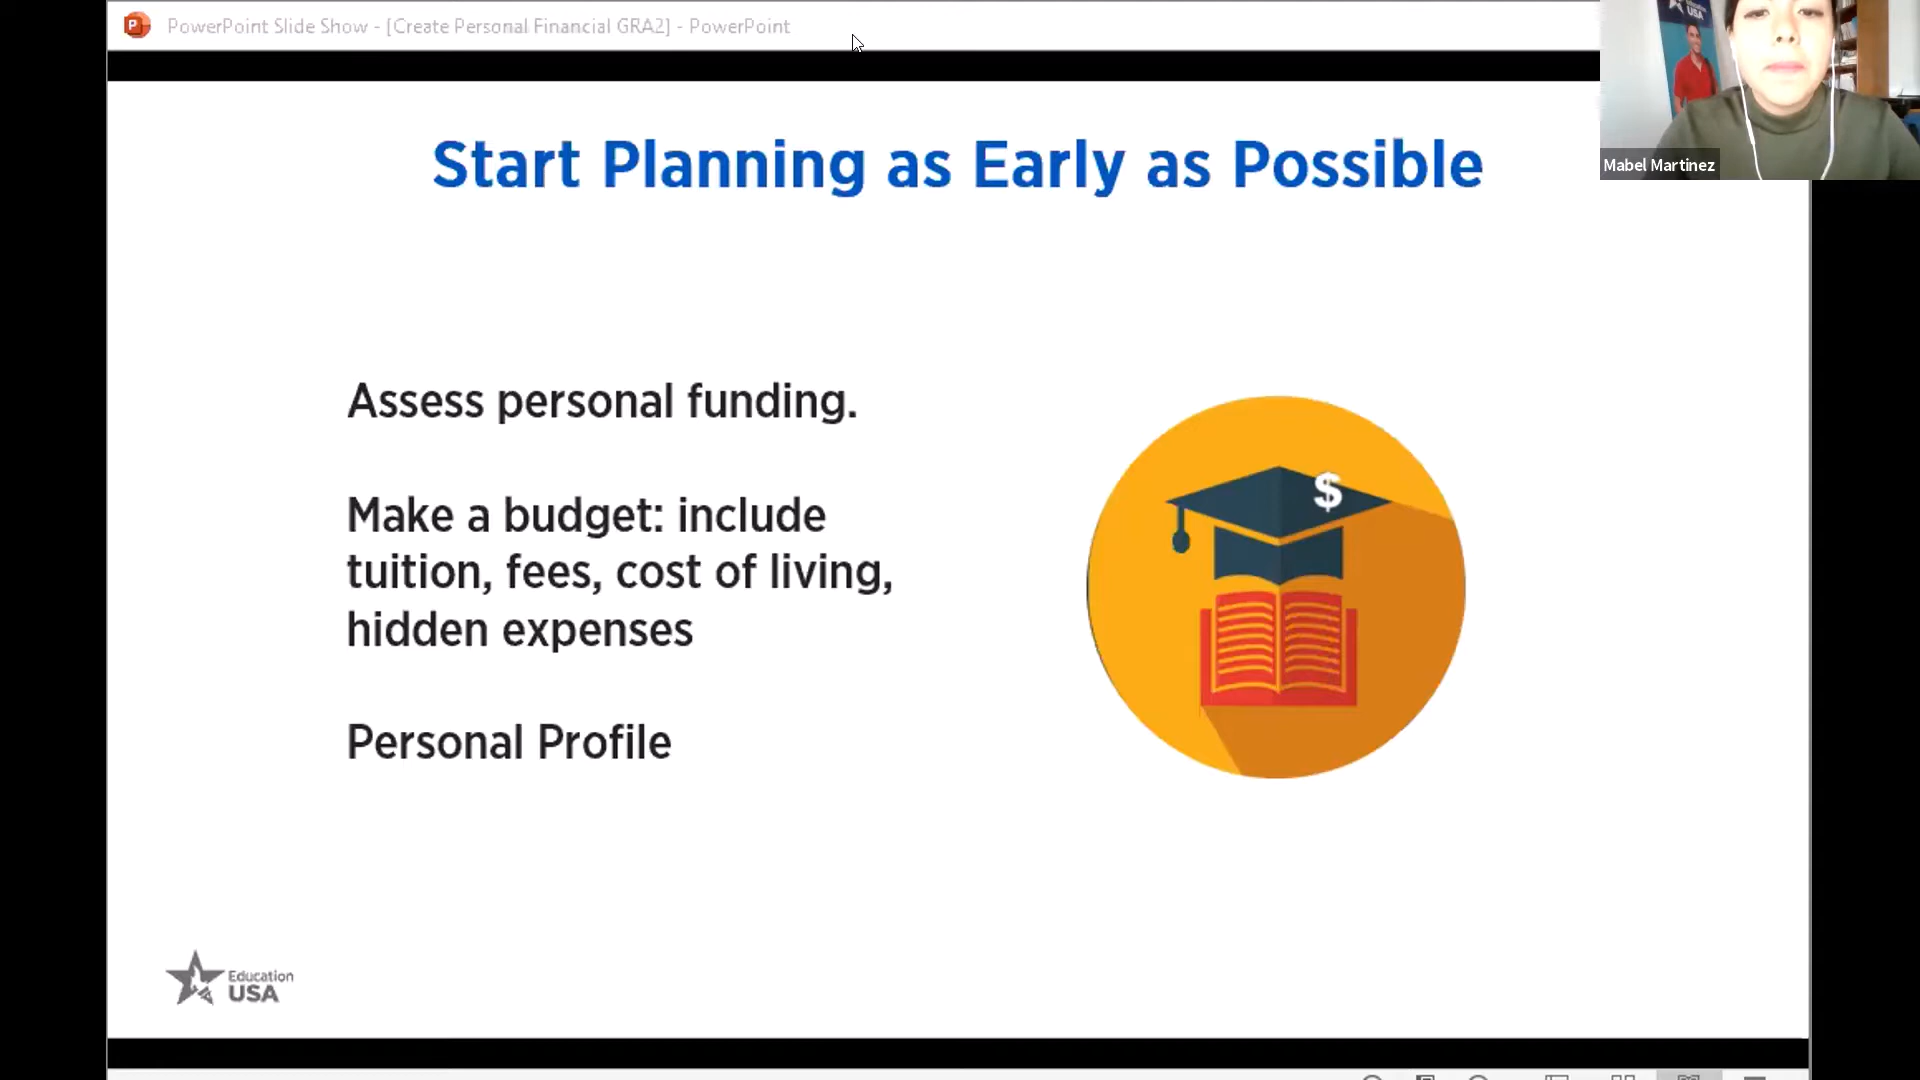 PowerPoint Slide Show - [Create Personal Financial GRA2] - PowerPoint
USA
Mabel Martinez
Start Planning as Early as Possible
Assess personal funding.
Make a budget: include
tuition, fees, cost of living,
hidden expenses
Personal Profile
$
Education
USA